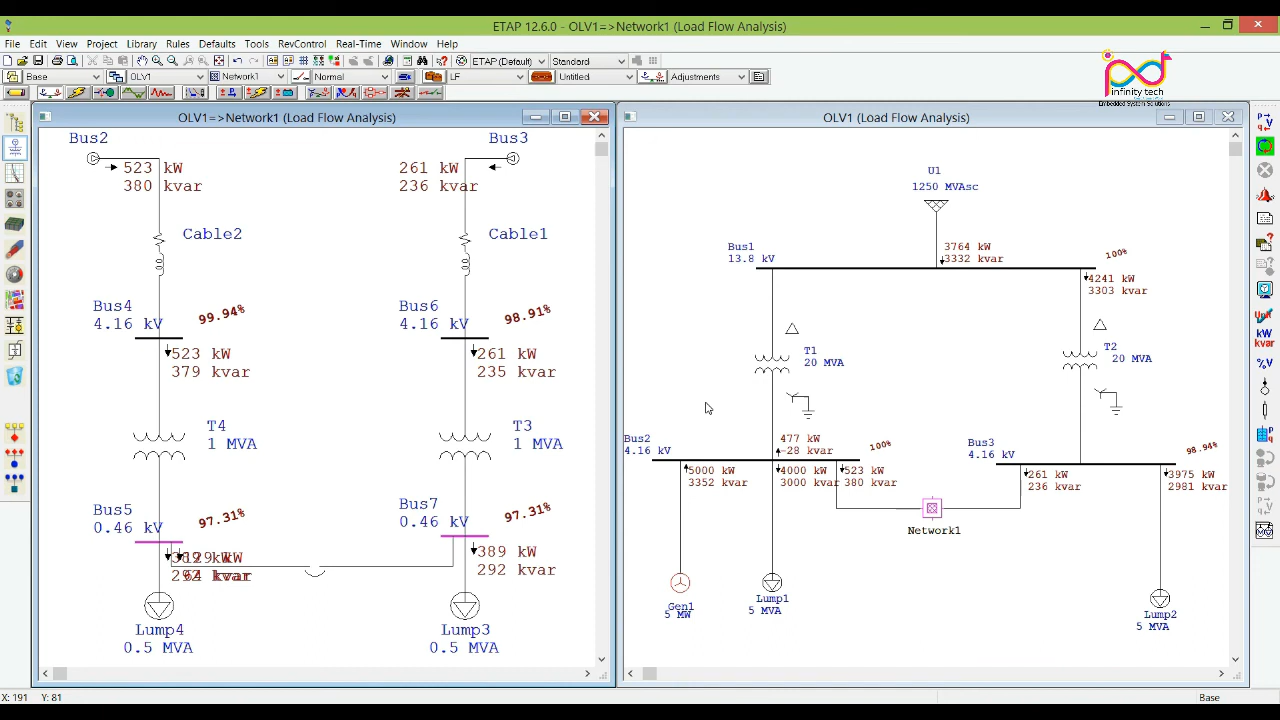 ETAP 12.6.0 - OLV1=>Network1 (Load Flow Analysis)
File Edit View Project Library Rules Defaults Tools RevControl Real-Time Window Help
ETAP (Default) Standard
Base OLV1 Network1 Normal LF Untitled Adjustments
infinity tech
Embedded System Solutions
OLV1=>Network1 (Load Flow Analysis)
Bus2
Bus3
523 kW
380 kvar
261 kW
236 kvar
Cable2
Cable1
Bus4
4.16 kV
99.94%
Bus6
4.16 kV
98.91%
523 kW
379 kvar
261 kW
235 kvar
T4
1 MVA
T3
1 MVA
Bus5
0.46 kV
97.31%
Bus7
0.46 kV
97.31%
389 kW
292 kvar
Lump4
0.5 MVA
Lump3
0.5 MVA
OLV1 (Load Flow Analysis)
U1
1250 MVAsc
Bus1
13.8 kV
3764 kW
3332 kvar
100%
4241 kW
3303 kvar
T1
20 MVA
T2
20 MVA
Bus2
4.16 kV
477 kW
-28 kvar
100%
Bus3
4.16 kV
98.94%
5000 kW
3352 kvar
4000 kW
3000 kvar
523 kW
380 kvar
261 kW
236 kvar
3975 kW
2981 kvar
Network1
Gen1
5 MW
Lump1
5 MVA
Lump2
5 MVA
kW
kvar
%V
X: 191 Y: 81
Base